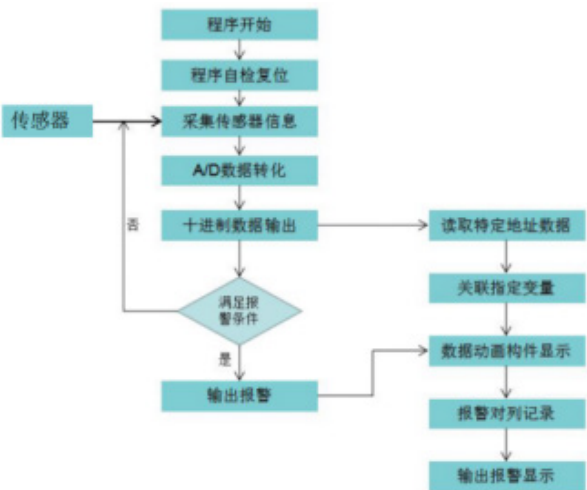 程序开始
程序自检复位
传感器
采集传感器信息
A/D数据转化
十进制数据输出
读取特定地址数据
否
关联指定变量
满足报
警条件
数据动画构件显示
是
输出报警
报警对列记录
输出报警显示